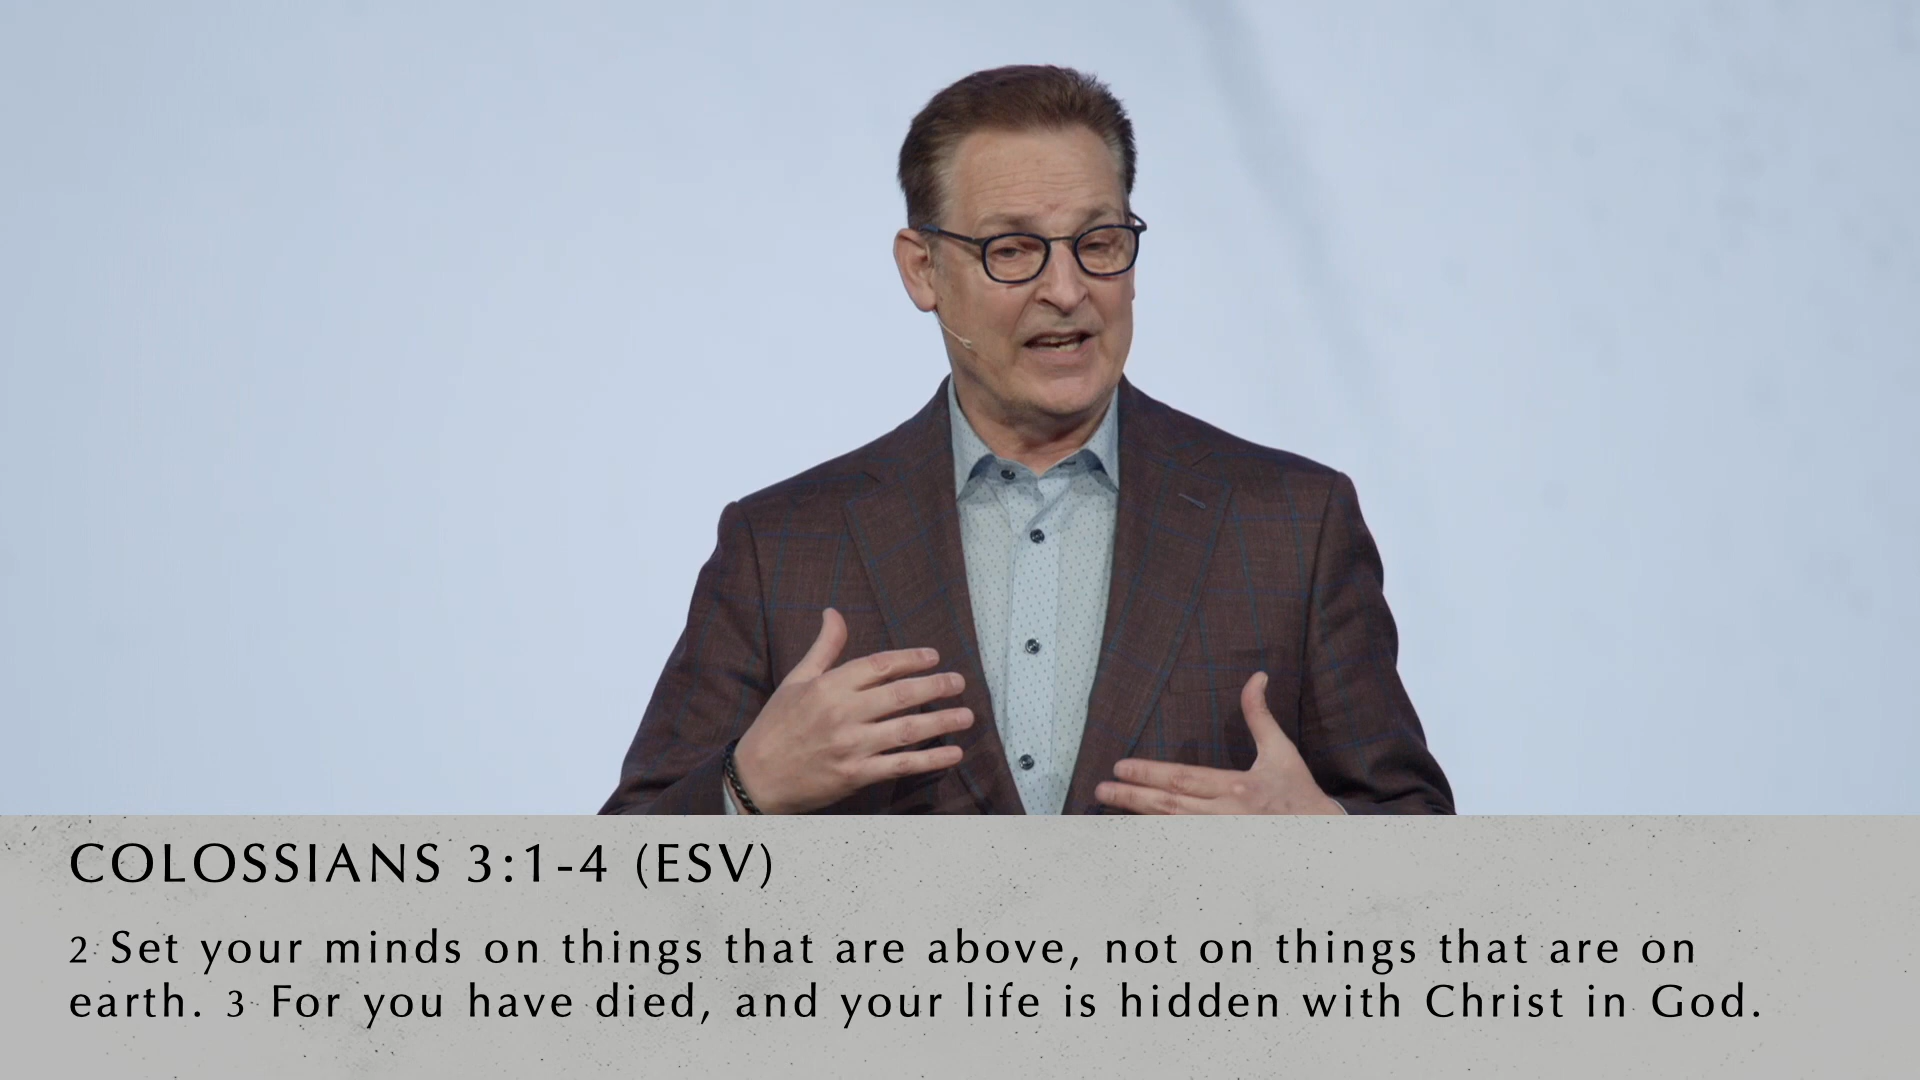 COLOSSIANS 3:1-4 (ESV)
2 Set your minds on things that are above, not on things that are on
earth. 3 For you have died, and your life is hidden with Christ in God.